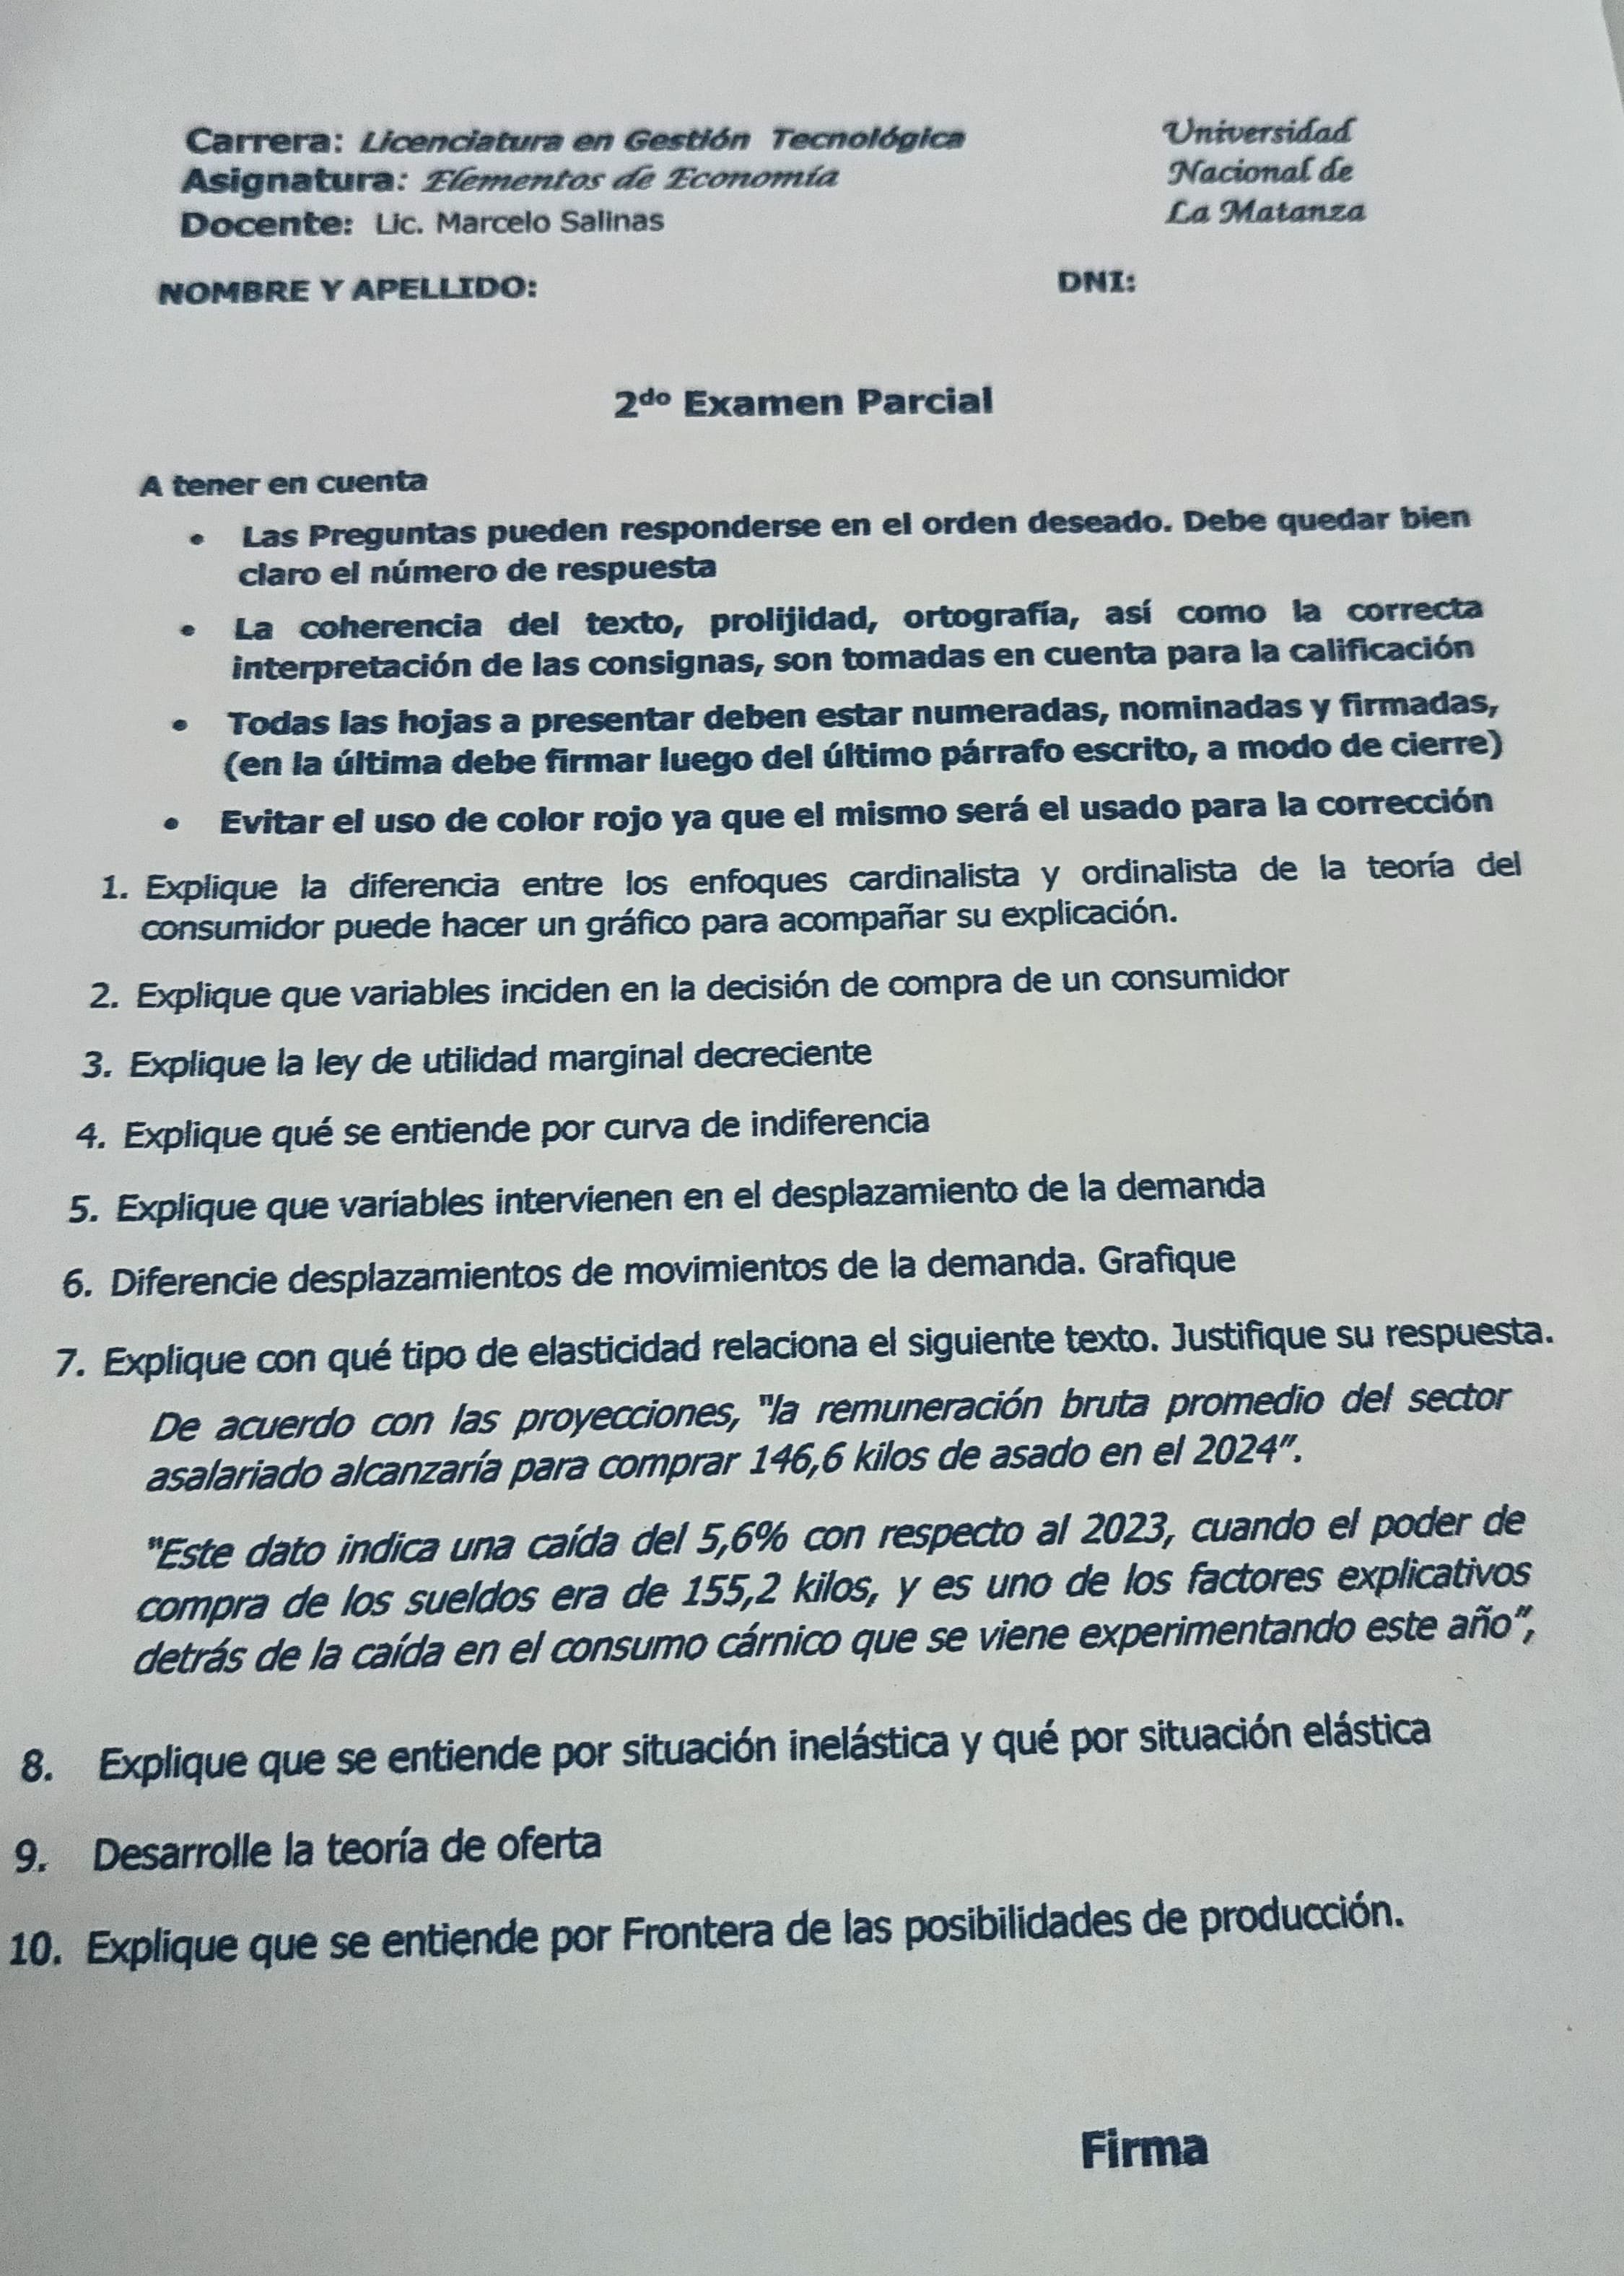 Carrera: Licenciatura en Gestión Tecnológica
Asignatura: Elementos de Economía
Docente: Lic. Marcelo Salinas
Universidad
Nacional de
La Matanza
NOMBRE Y APELLIDO:
DNI:
2do Examen Parcial
A tener en cuenta
• Las Preguntas pueden responderse en el orden deseado. Debe quedar bien
claro el número de respuesta
• La coherencia del texto, prolijidad, ortografía, así como la correcta
interpretación de las consignas, son tomadas en cuenta para la calificación
• Todas las hojas a presentar deben estar numeradas, nominadas y firmadas,
(en la última debe firmar luego del último párrafo escrito, a modo de cierre)
• Evitar el uso de color rojo ya que el mismo será el usado para la corrección
1. Explique la diferencia entre los enfoques cardinalista y ordinalista de la teoría del
consumidor puede hacer un gráfico para acompañar su explicación.
2. Explique que variables inciden en la decisión de compra de un consumidor
3. Explique la ley de utilidad marginal decreciente
4. Explique qué se entiende por curva de indiferencia
5. Explique que variables intervienen en el desplazamiento de la demanda
6. Diferencie desplazamientos de movimientos de la demanda. Grafique
7. Explique con qué tipo de elasticidad relaciona el siguiente texto. Justifique su respuesta.
De acuerdo con las proyecciones, "la remuneración bruta promedio del sector
asalariado alcanzaría para comprar 146,6 kilos de asado en el 2024".
"Este dato indica una caída del 5,6% con respecto al 2023, cuando el poder de
compra de los sueldos era de 155,2 kilos, y es uno de los factores explicativos
detrás de la caída en el consumo cárnico que se viene experimentando este año",
8. Explique que se entiende por situación inelástica y qué por situación elástica
9. Desarrolle la teoría de oferta
10. Explique que se entiende por Frontera de las posibilidades de producción.
Firma